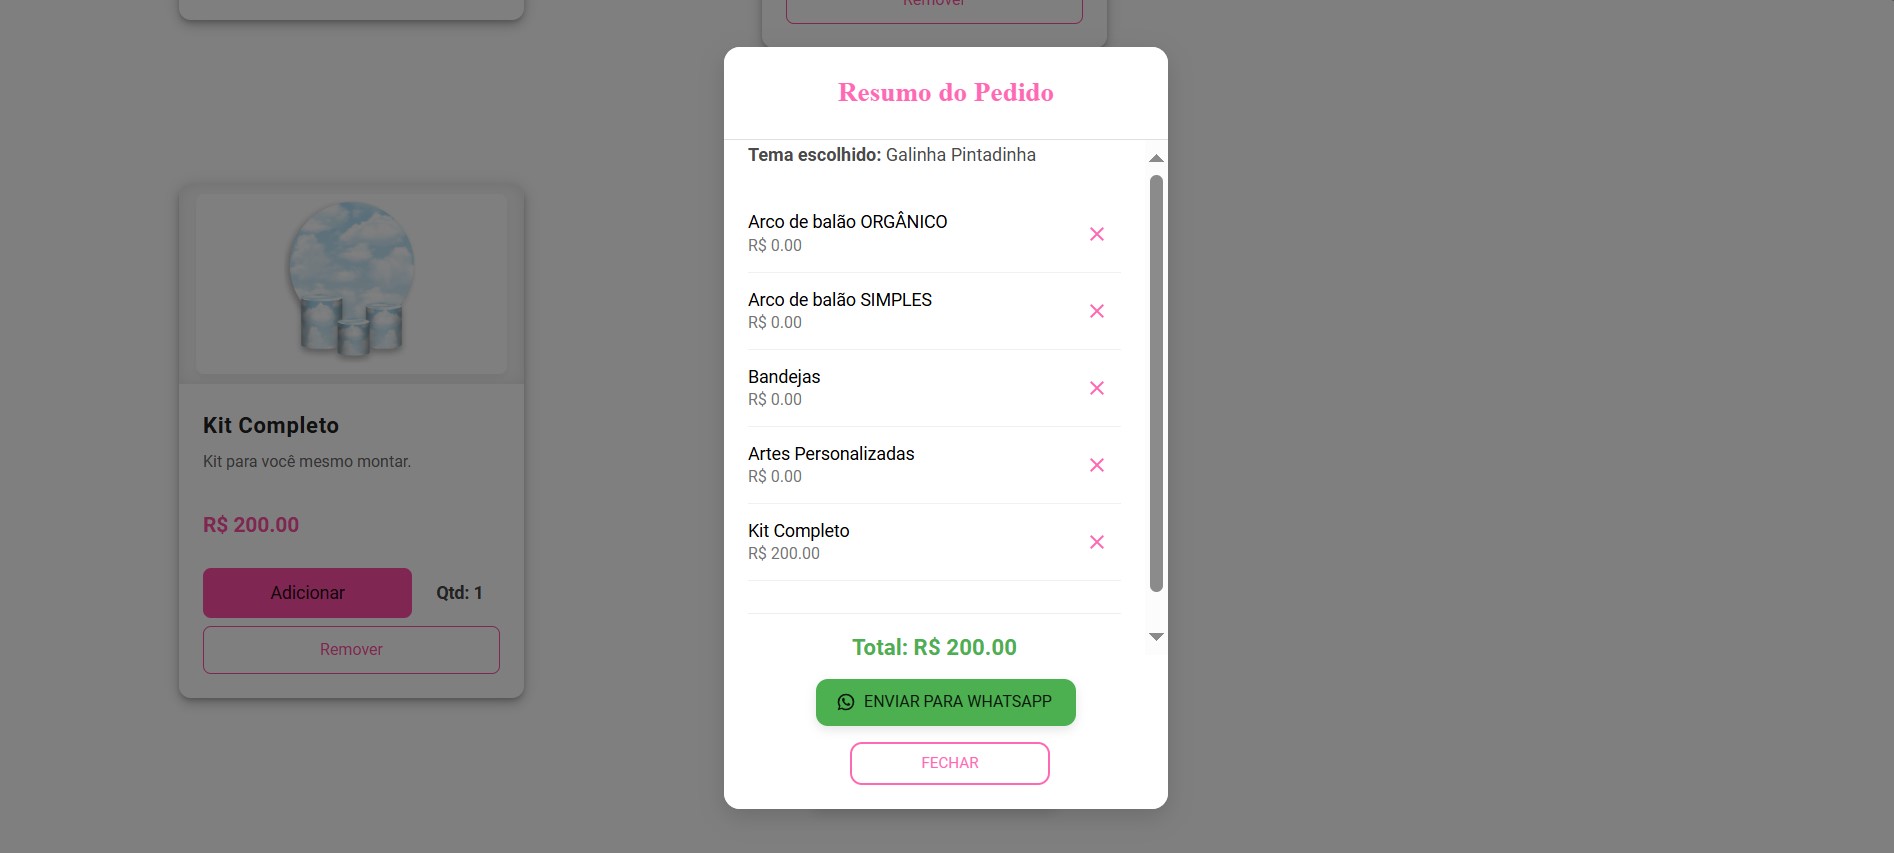 Remover
Resumo do Pedido
Tema escolhido: Galinha Pintadinha
Arco de balão ORGÂNICO
R$ 0.00
Arco de balão SIMPLES
R$ 0.00
Bandejas
R$ 0.00
Artes Personalizadas
R$ 0.00
Kit Completo
R$ 200.00
Total: R$ 200.00
ENVIAR PARA WHATSAPP
FECHAR
Kit Completo
Kit para você mesmo montar.
R$ 200.00
Adicionar
Qtd: 1
Remover